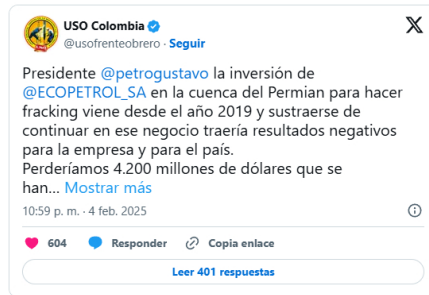 USO Colombia
@usofrenteobrero · Seguir
Presidente @petrogustavo la inversión de
@ECOPETROL_SA en la cuenca del Permian para hacer
fracking viene desde el año 2019 y sustraerse de
continuar en ese negocio traería resultados negativos
para la empresa y para el país.
Perderíamos 4.200 millones de dólares que se
han... Mostrar más
10:59 p. m. · 4 feb. 2025
604 Responder Copia enlace
Leer 401 respuestas